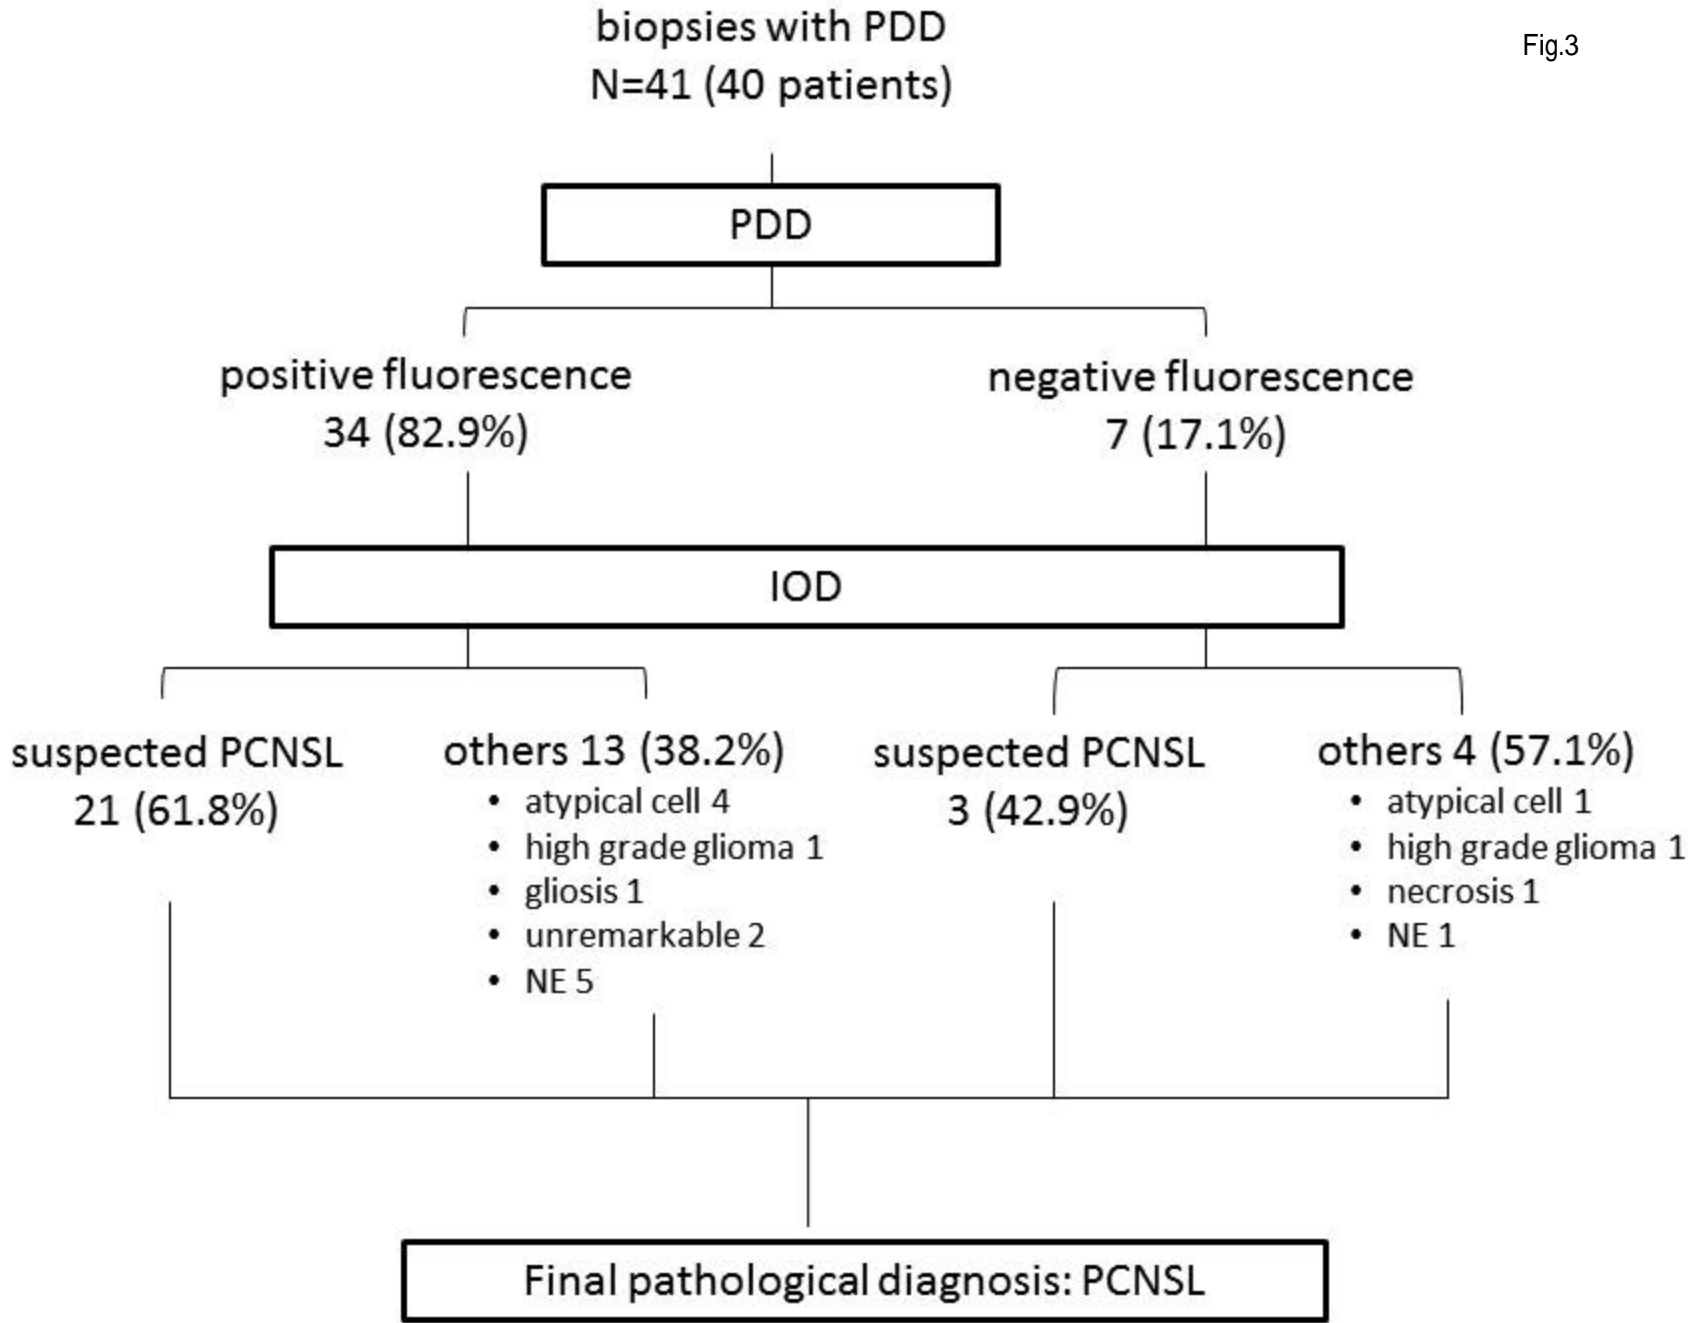 biopsies with PDD
N=41 (40 patients)
Fig.3
PDD
positive fluorescence
34 (82.9%)
negative fluorescence
7 (17.1%)
IOD
suspected PCNSL
21 (61.8%)
others 13 (38.2%)
• atypical cell 4
• high grade glioma 1
• gliosis 1
• unremarkable 2
• NE 5
suspected PCNSL
3 (42.9%)
others 4 (57.1%)
• atypical cell 1
• high grade glioma 1
• necrosis 1
• NE 1
Final pathological diagnosis: PCNSL